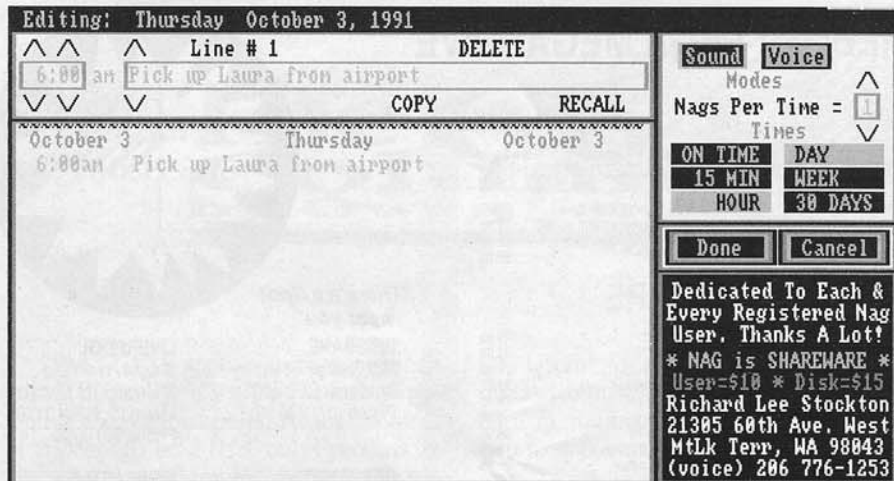 Editing: Thursday October 3, 1991
Line # 1 DELETE
6:00 am Pick up Laura from airport
COPY RECALL
October 3 Thursday October 3
6:00am Pick up Laura from airport
Sound Voice
Modes
Nags Per Time = 1
Times
ON TIME DAY
15 MIN WEEK
HOUR 30 DAYS
Done Cancel
Dedicated To Each &
Every Registered Nag
User. Thanks A Lot!
* NAG is SHAREWARE *
User=$10 * Disk=$15
Richard Lee Stockton
21305 60th Ave. West
MtLk Terr, WA 98043
(voice) 206 776-1253